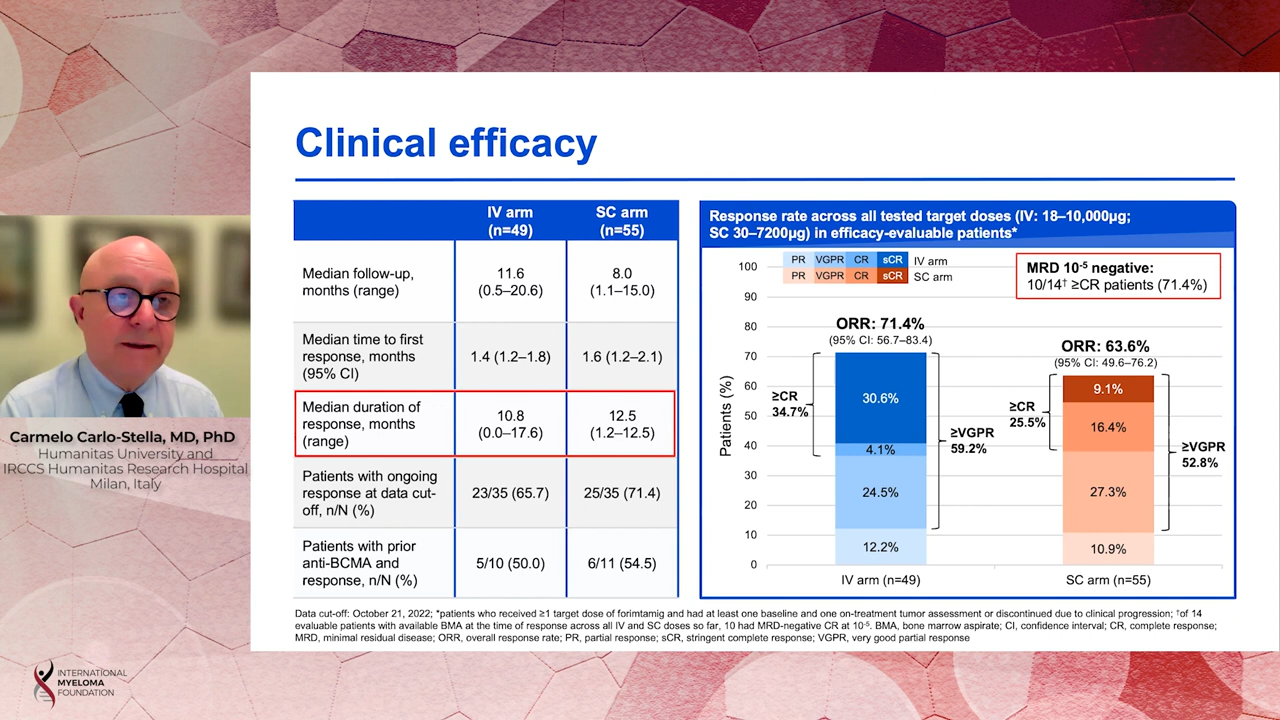 Clinical efficacy
IV arm
(n=49)
SC arm
(n=55)
Median follow-up,
months (range)
11.6
(0.5–20.6)
8.0
(1.1–15.0)
Median time to first
response, months
(95% CI)
1.4 (1.2–1.8)
1.6 (1.2–2.1)
Median duration of
response, months
(range)
10.8
(0.0–17.6)
12.5
(1.2–12.5)
Patients with ongoing
response at data cut-
off, n/N (%)
23/35 (65.7)
25/35 (71.4)
Patients with prior
anti-BCMA and
response, n/N (%)
5/10 (50.0)
6/11 (54.5)
Response rate across all tested target doses (IV: 18–10,000µg;
SC 30–7200µg) in efficacy-evaluable patients*
PR VGPR CR sCR IV arm
PR VGPR CR sCR SC arm
MRD 10-5 negative:
10/14† ≥CR patients (71.4%)
Patients (%)
100
90
80
70
60
50
40
30
20
10
0
ORR: 71.4%
(95% CI: 56.7–83.4)
≥CR
34.7%
30.6%
4.1%
24.5%
12.2%
≥VGPR
59.2%
IV arm (n=49)
ORR: 63.6%
(95% CI: 49.6–76.2)
≥CR
25.5%
9.1%
16.4%
27.3%
10.9%
≥VGPR
52.8%
SC arm (n=55)
Data cut-off: October 21, 2022; *patients who received ≥1 target dose of forimtamig and had at least one baseline and one on-treatment tumor assessment or discontinued due to clinical progression; †of 14
evaluable patients with available BMA at the time of response across all IV and SC doses so far, 10 had MRD-negative CR at 10-5. BMA, bone marrow aspirate; CI, confidence interval; CR, complete response;
MRD, minimal residual disease; ORR, overall response rate; PR, partial response; sCR, stringent complete response; VGPR, very good partial response
Carmelo Carlo-Stella, MD, PhD
Humanitas University and
IRCCS Humanitas Research Hospital
Milan, Italy
INTERNATIONAL
MYELOMA
FOUNDATION